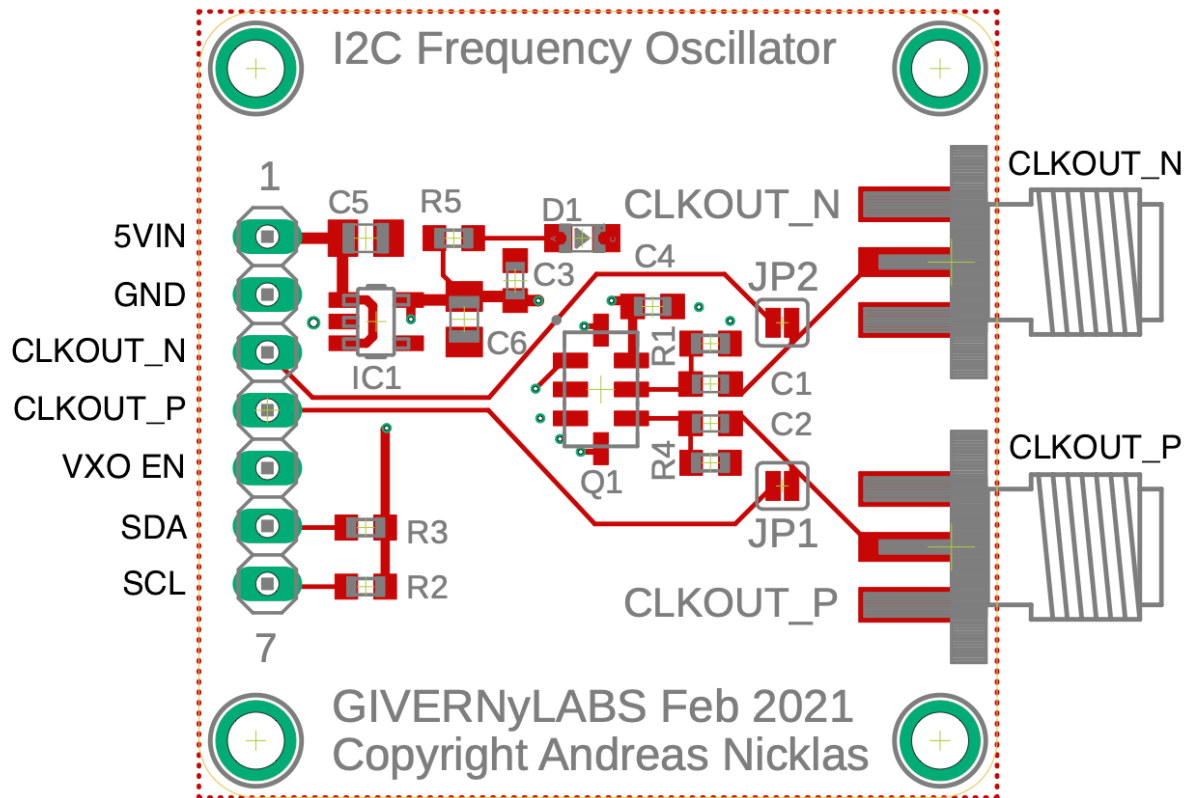 I2C Frequency Oscillator
CLKOUT_N
1
C5
R5
D1
CLKOUT_N
5VIN
C4
C3
JP2
GND
C6
R1
CLKOUT_N
IC1
C1
CLKOUT_P
C2
CLKOUT_P
VXO EN
R4
Q1
SDA
R3
JP1
SCL
R2
CLKOUT_P
7
GIVERNyLABS Feb 2021
Copyright Andreas Nicklas